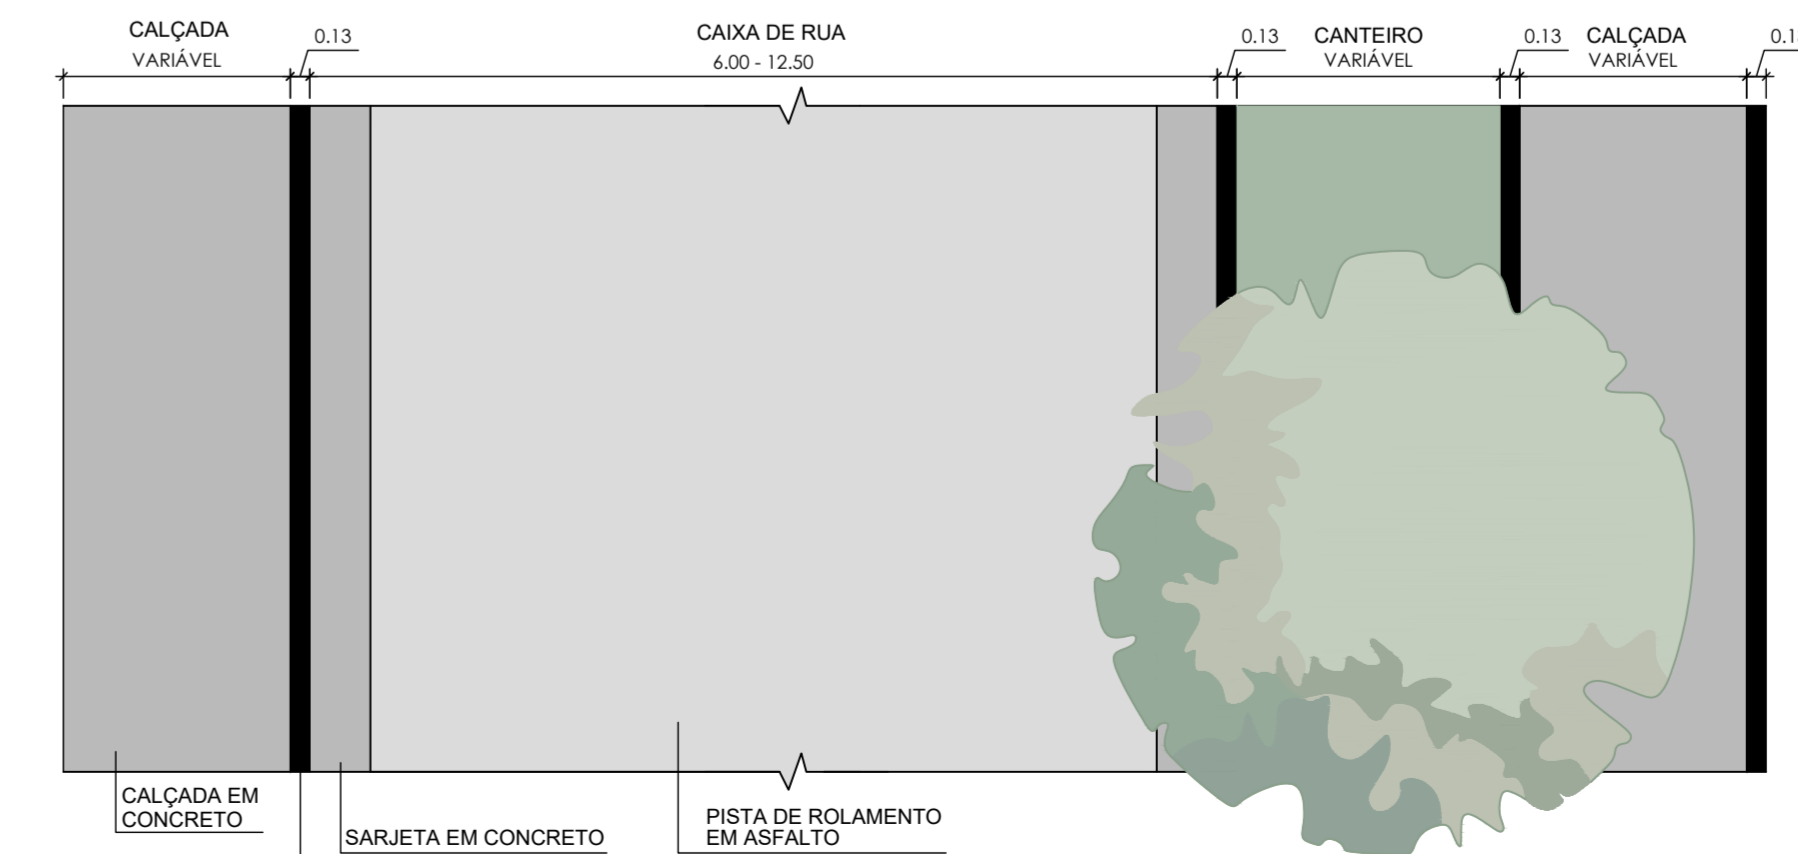 CALÇADA
VARIÁVEL
0.13
CAIXA DE RUA
6.00 - 12.50
0.13
CANTEIRO
VARIÁVEL
0.13
CALÇADA
VARIÁVEL
CALÇADA EM
CONCRETO
SARJETA EM CONCRETO
PISTA DE ROLAMENTO
EM ASFALTO